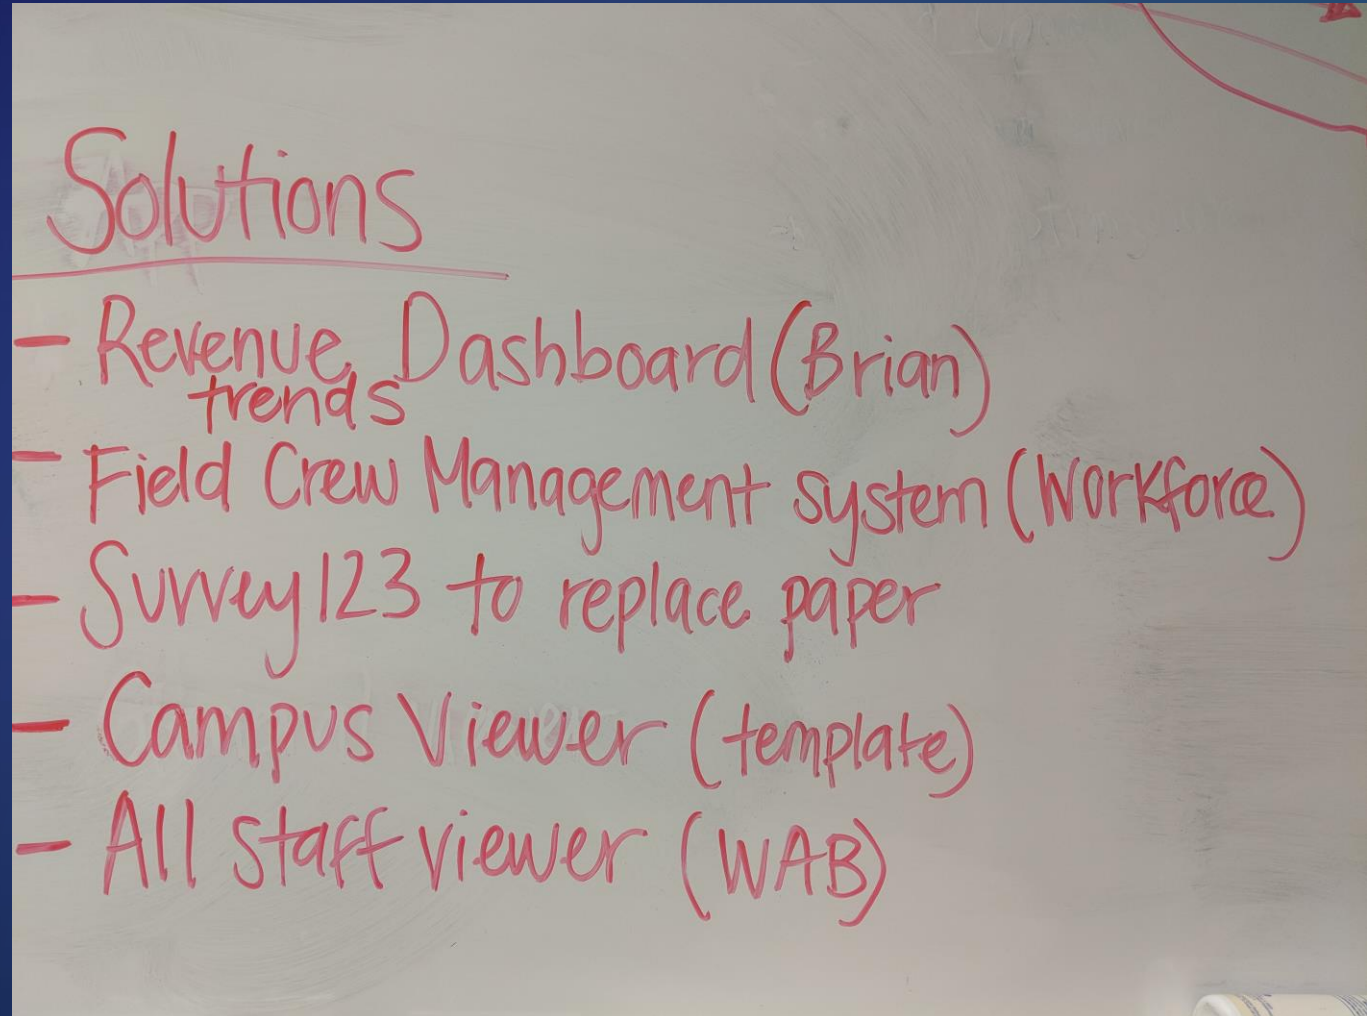 Solutions
- Revenue Dashboard (Brian)
trends
- Field Crew Management system (Workforce)
- Survey123 to replace paper
- Campus Viewer (template)
- All staff viewer (WAB)